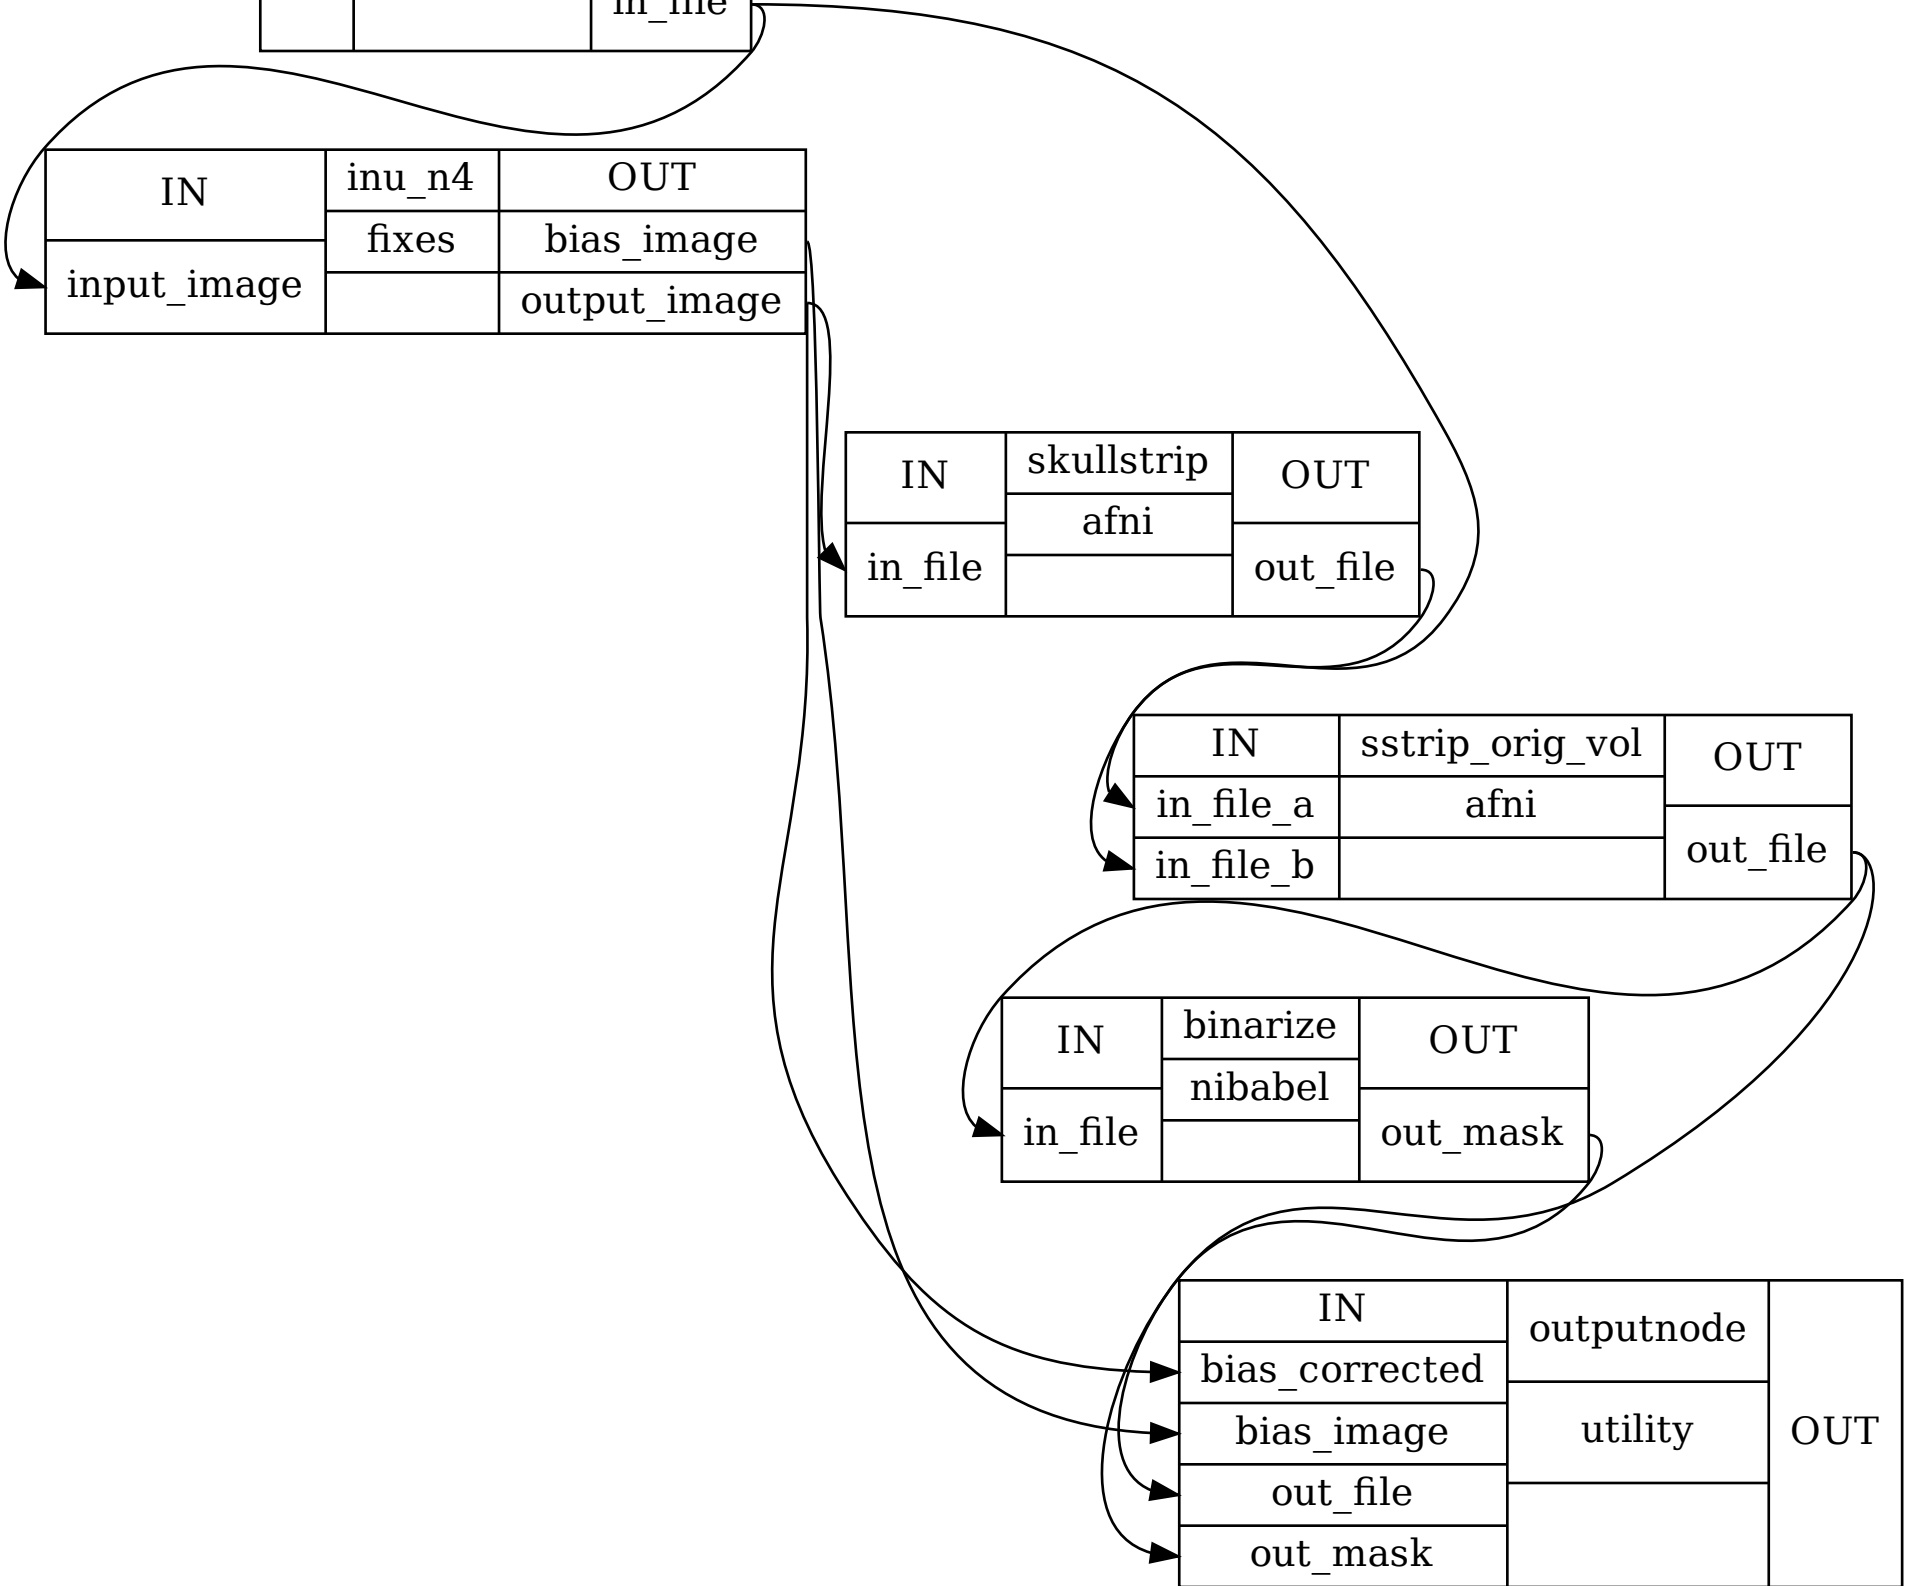 in_file
IN
inu_n4
OUT
fixes
bias_image
input_image
output_image
IN
skullstrip
OUT
afni
in_file
out_file
IN
sstrip_orig_vol
OUT
in_file_a
afni
out_file
in_file_b
IN
binarize
OUT
nibabel
in_file
out_mask
IN
outputnode
bias_corrected
bias_image
utility
OUT
out_file
out_mask